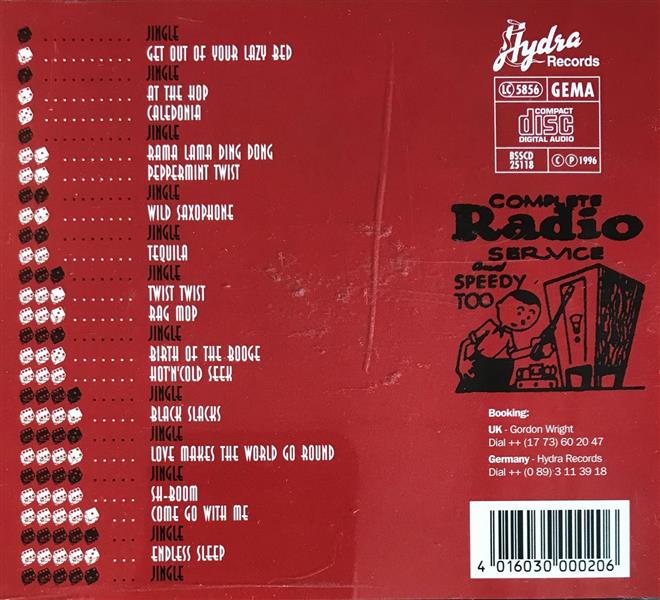 JINGLE
GET OUT OF YOUR LAZY BED
JINGLE
AT THE HOP
CALEDONIA
JINGLE
RAMA LAMA DING DONG
PEPPERMINT TWIST
JINGLE
WILD SAXOPHONE
JINGLE
TEQUILA
JINGLE
TWIST TWIST
RAG MOP
JINGLE
BIRTH OF THE BOOGE
HOT'N'COLD SEEK
JINGLE
BLACK SLACKS
JINGLE
LOVE MAKES THE WORLD GO ROUND
JINGLE
SH-BOOM
COME GO WITH ME
JINGLE
ENDLESS SLEEP
JINGLE
Hydra
Records
LC 5856 GEMA
COMPACT
disc
DIGITAL AUDIO
BSSCD
25118
C P 1996
COMPLETE
Radio
SERVICE
and
SPEEDY
TOO
Booking:
UK - Gordon Wright
Dial ++ (17 73) 60 20 47
Germany - Hydra Records
Dial ++ (0 89) 3 11 39 18
4 016030 000206